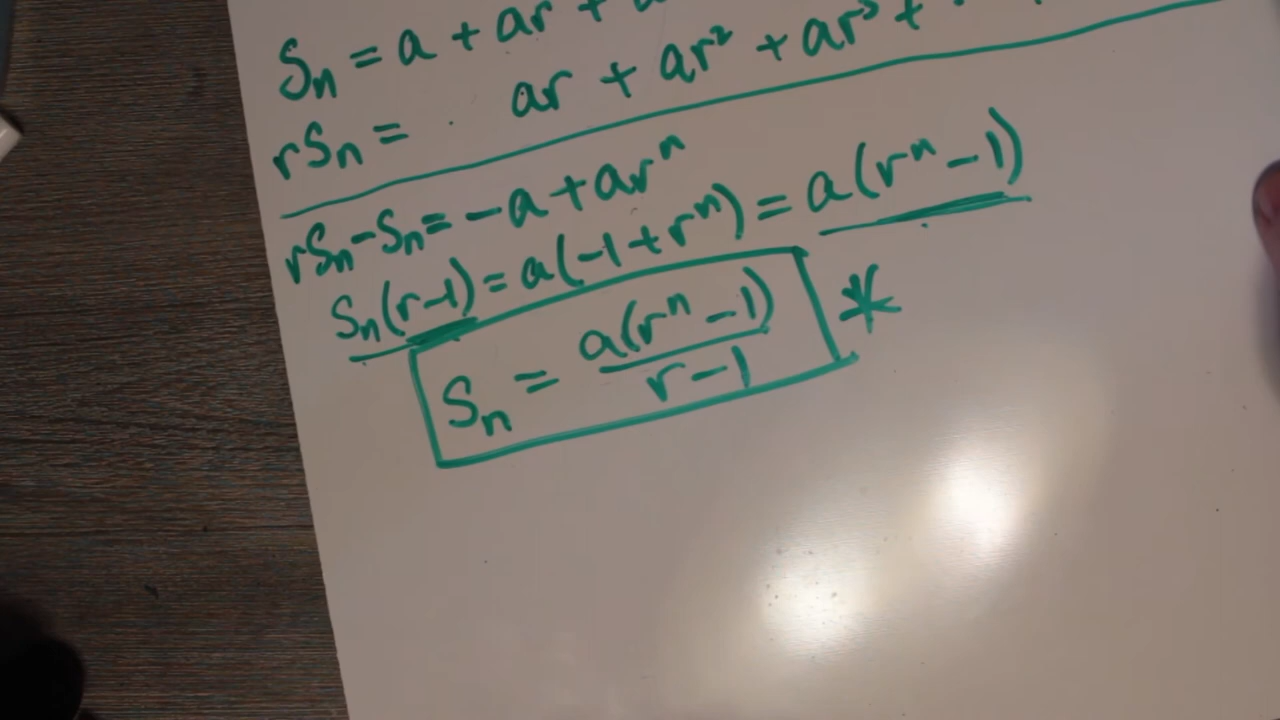 Sₙ = a + ar +
rSₙ = ar + ar² + ar³ +
rSₙ - Sₙ = -a + arⁿ
Sₙ(r-1) = a(-1 + rⁿ) = a(rⁿ - 1)
Sₙ = a(rⁿ - 1) / r - 1 *